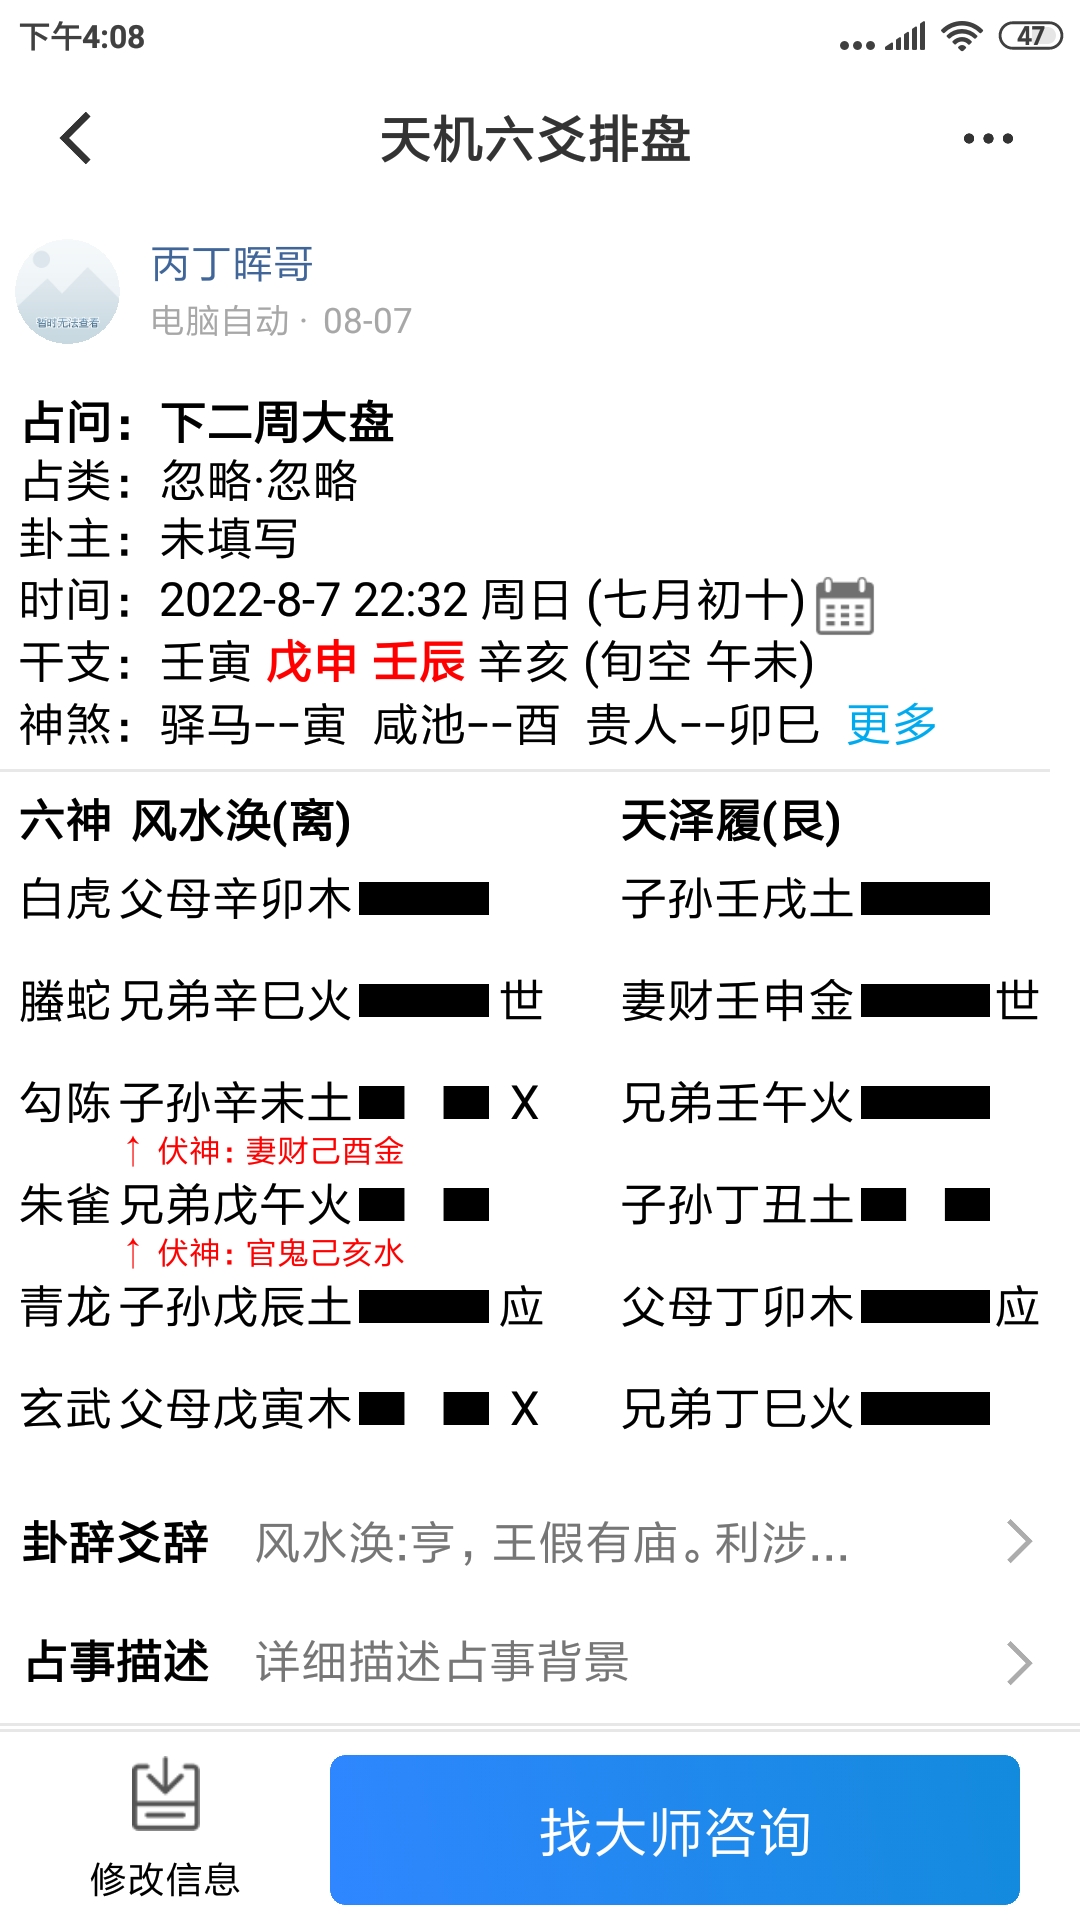 下午4:08
47
天机六爻排盘
丙丁晖哥
暂时无法查看
电脑自动 · 08-07
占问：下二周大盘
占类：忽略·忽略
卦主：未填写
时间：2022-8-7 22:32 周日 (七月初十)
干支：壬寅 戊申 壬辰 辛亥 (旬空 午未)
神煞：驿马--寅 咸池--酉 贵人--卯巳 更多
六神 风水涣(离) 天泽履(艮)
白虎 父母辛卯木 子孙壬戌土
螣蛇 兄弟辛巳火 世 妻财壬申金 世
勾陈 子孙辛未土 X 兄弟壬午火
↑ 伏神：妻财己酉金
朱雀 兄弟戊午火 子孙丁丑土
↑ 伏神：官鬼己亥水
青龙 子孙戊辰土 应 父母丁卯木 应
玄武 父母戊寅木 X 兄弟丁巳火
卦辞爻辞 风水涣:亨，王假有庙。利涉...
占事描述 详细描述占事背景
修改信息
找大师咨询